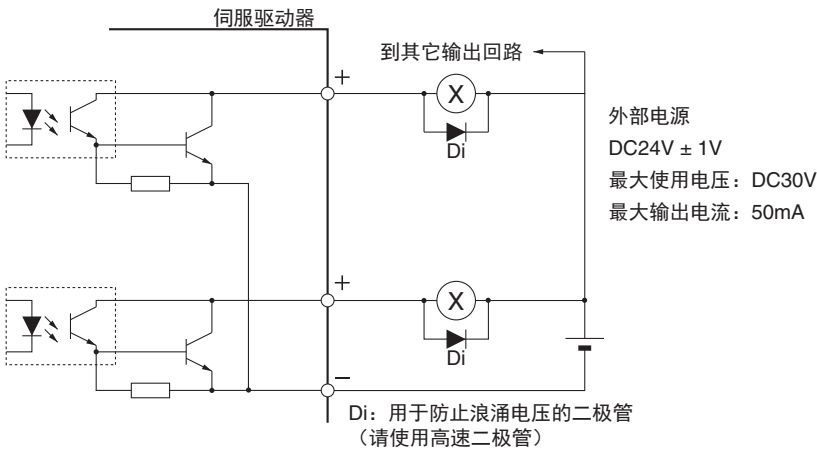 伺服驱动器
到其它输出回路
+
X
Di
外部电源
DC24V ± 1V
最大使用电压：DC30V
最大输出电流：50mA
+
X
Di
−
Di：用于防止浪涌电压的二极管
（请使用高速二极管）